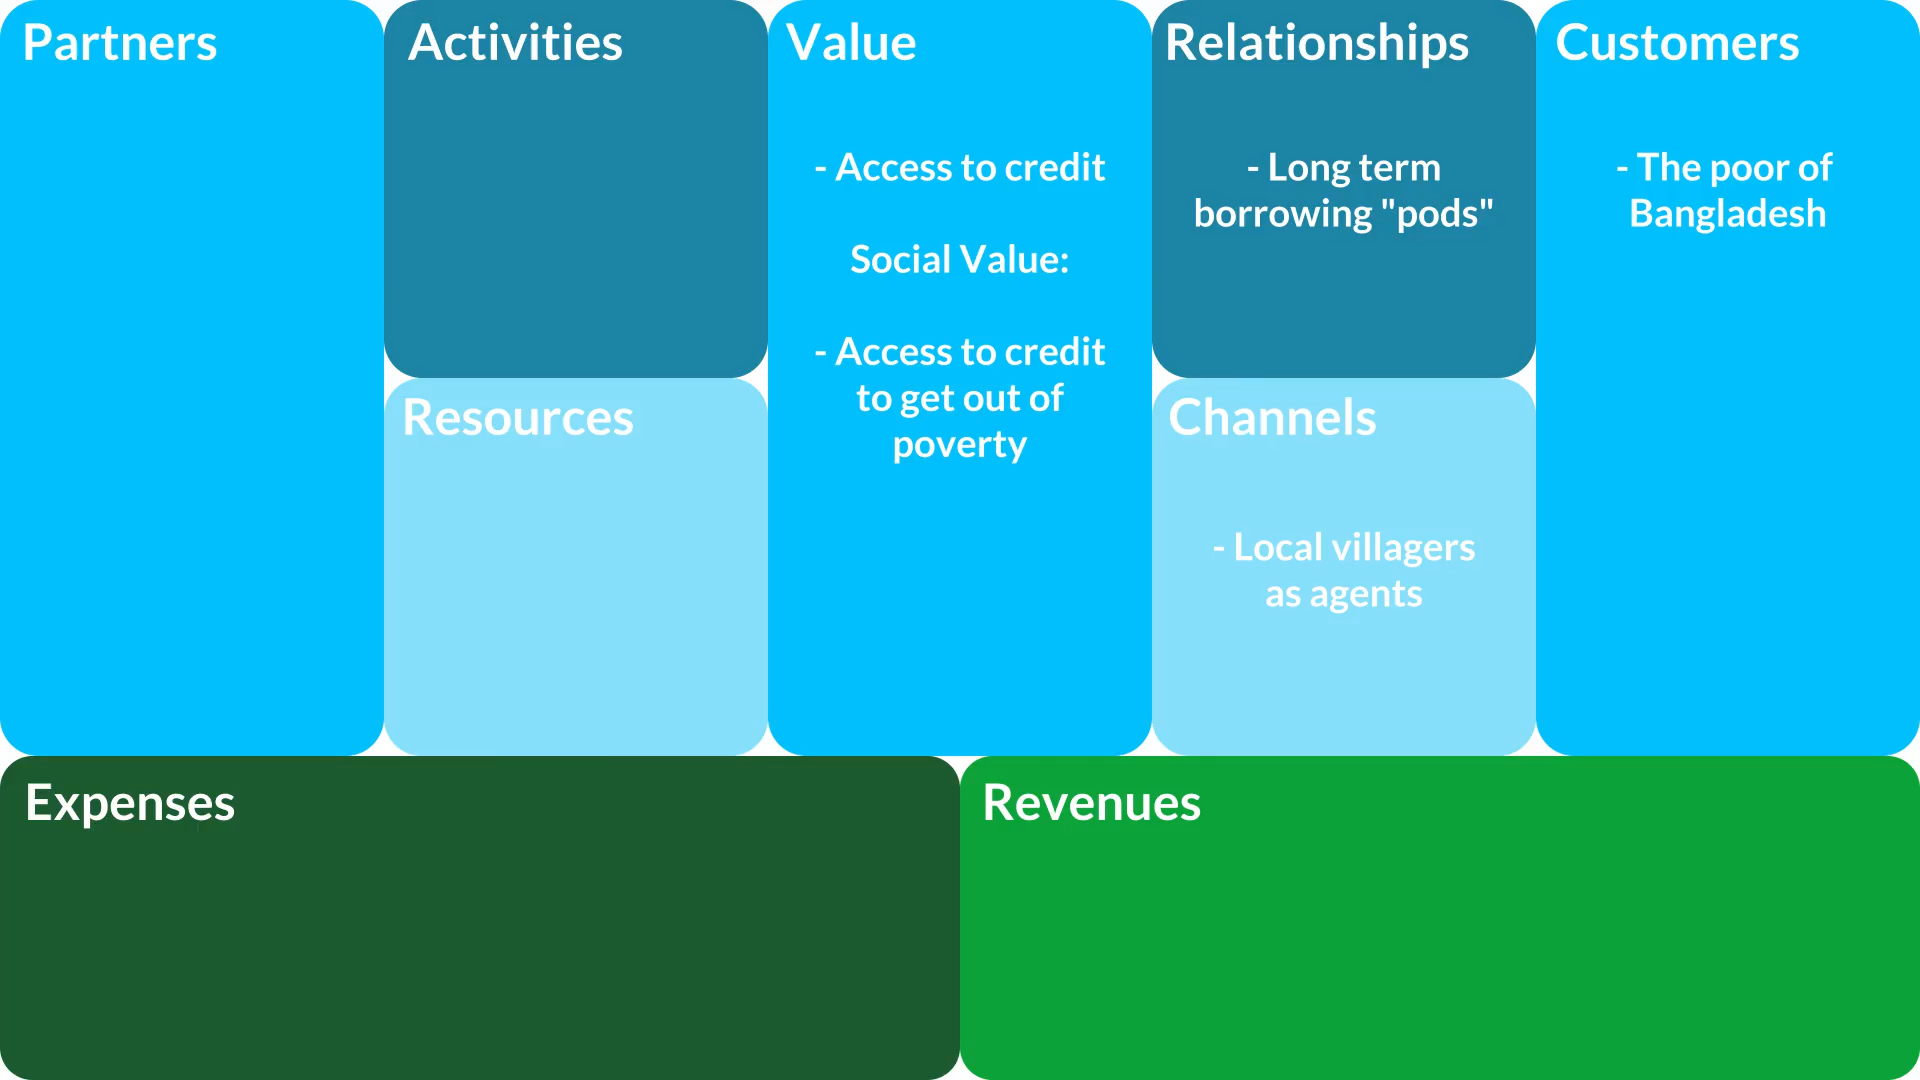 Partners
Activities
Value
- Access to credit
Social Value:
- Access to credit
to get out of
poverty
Relationships
- Long term
borrowing "pods"
Customers
- The poor of
Bangladesh
Resources
Channels
- Local villagers
as agents
Expenses
Revenues